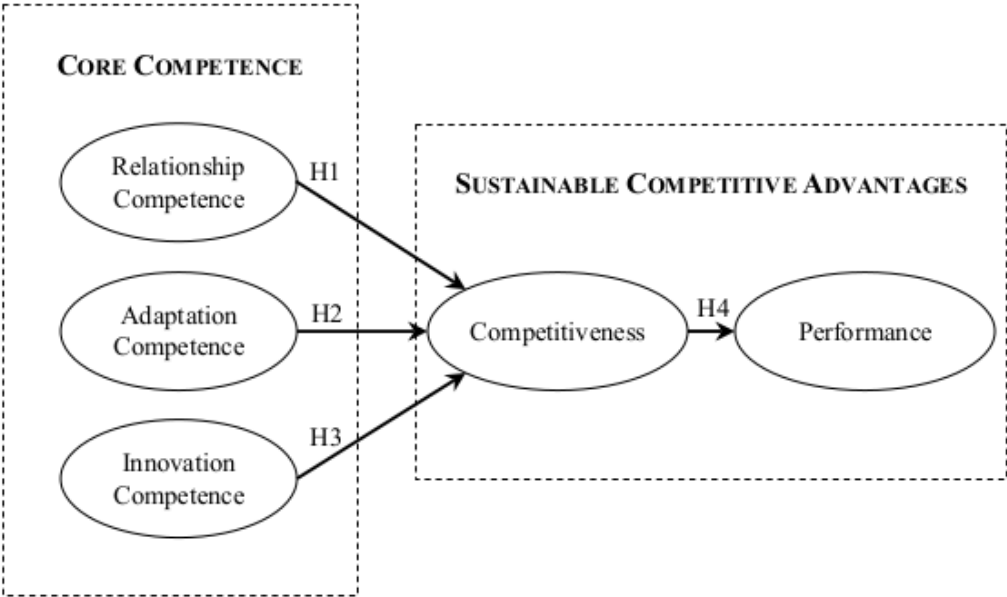 CORE COMPETENCE
Relationship
Competence
H1
Adaptation
Competence
H2
Innovation
Competence
H3
SUSTAINABLE COMPETITIVE ADVANTAGES
Competitiveness
H4
Performance